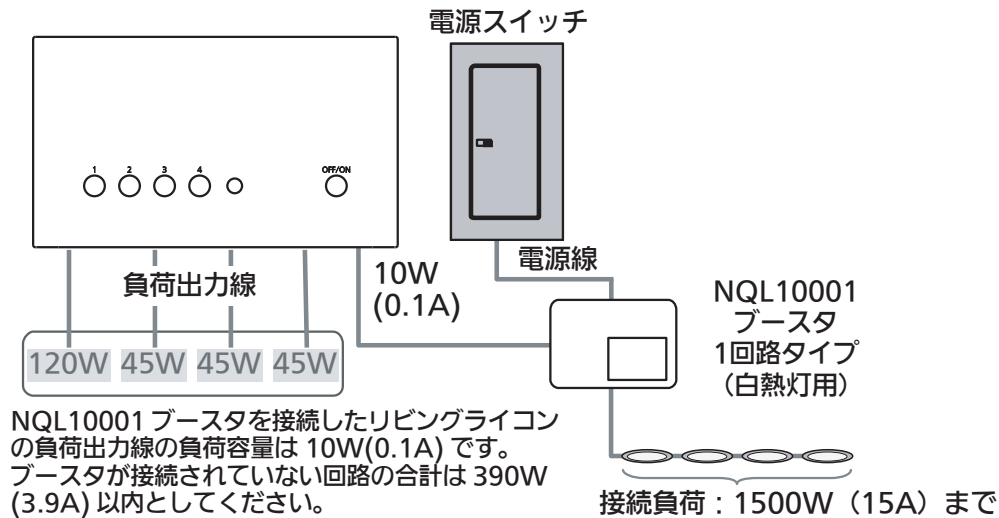 電源スイッチ
1 2 3 4 OFF/ON
電源線
負荷出力線
10W
(0.1A)
120W 45W 45W 45W
NQL10001
ブースタ
1回路タイプ
（白熱灯用）
NQL10001 ブースタを接続したリビングライコン
の負荷出力線の負荷容量は 10W(0.1A) です。
ブースタが接続されていない回路の合計は 390W
(3.9A) 以内としてください。
接続負荷：1500W（15A）まで